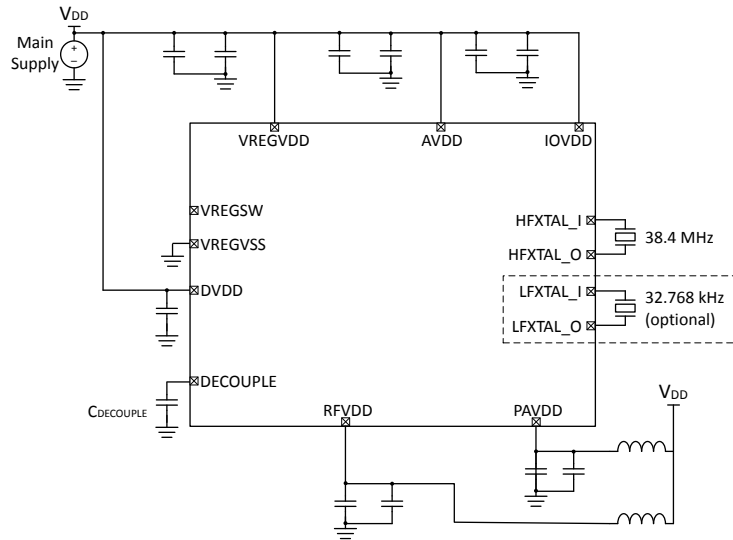 VDD
Main
Supply
+
–
VREGVDD
AVDD
IOVDD
VREGSW
HFXTAL_I
38.4 MHz
VREGVSS
HFXTAL_O
DVDD
LFXTAL_I
32.768 kHz
(optional)
LFXTAL_O
DECOUPLE
CDECOUPLE
RFVDD
PAVDD
VDD